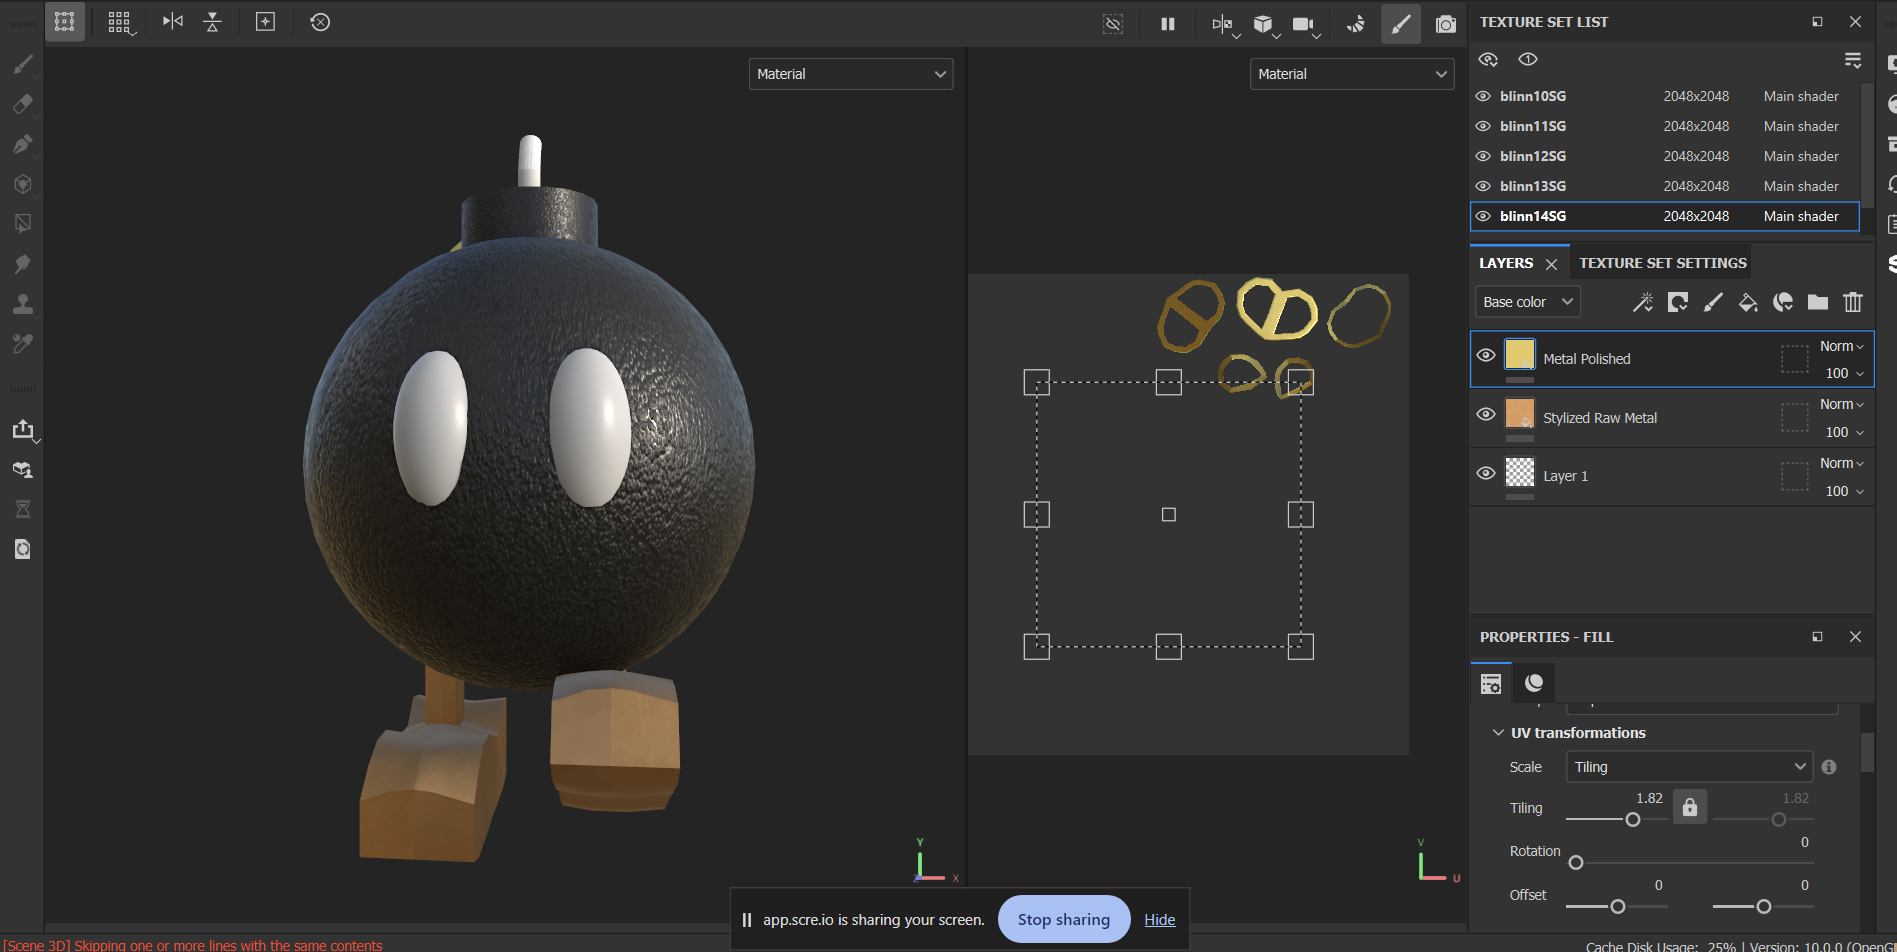 TEXTURE SET LIST
Material
Material
blinn10SG 2048x2048 Main shader
blinn11SG 2048x2048 Main shader
blinn12SG 2048x2048 Main shader
blinn13SG 2048x2048 Main shader
blinn14SG 2048x2048 Main shader
LAYERS TEXTURE SET SETTINGS
Base color
Metal Polished Norm
100
Stylized Raw Metal Norm
100
Layer 1 Norm
100
PROPERTIES - FILL
UV transformations
Scale Tiling
Tiling 1.82 1.82
Rotation 0
Offset 0 0
Y
Z X
V
U
app.scre.io is sharing your screen. Stop sharing Hide
[Scene 3D] Skipping one or more lines with the same contents
Cache Disk Usage: 25% | Version: 10.0.0 (OpenGl